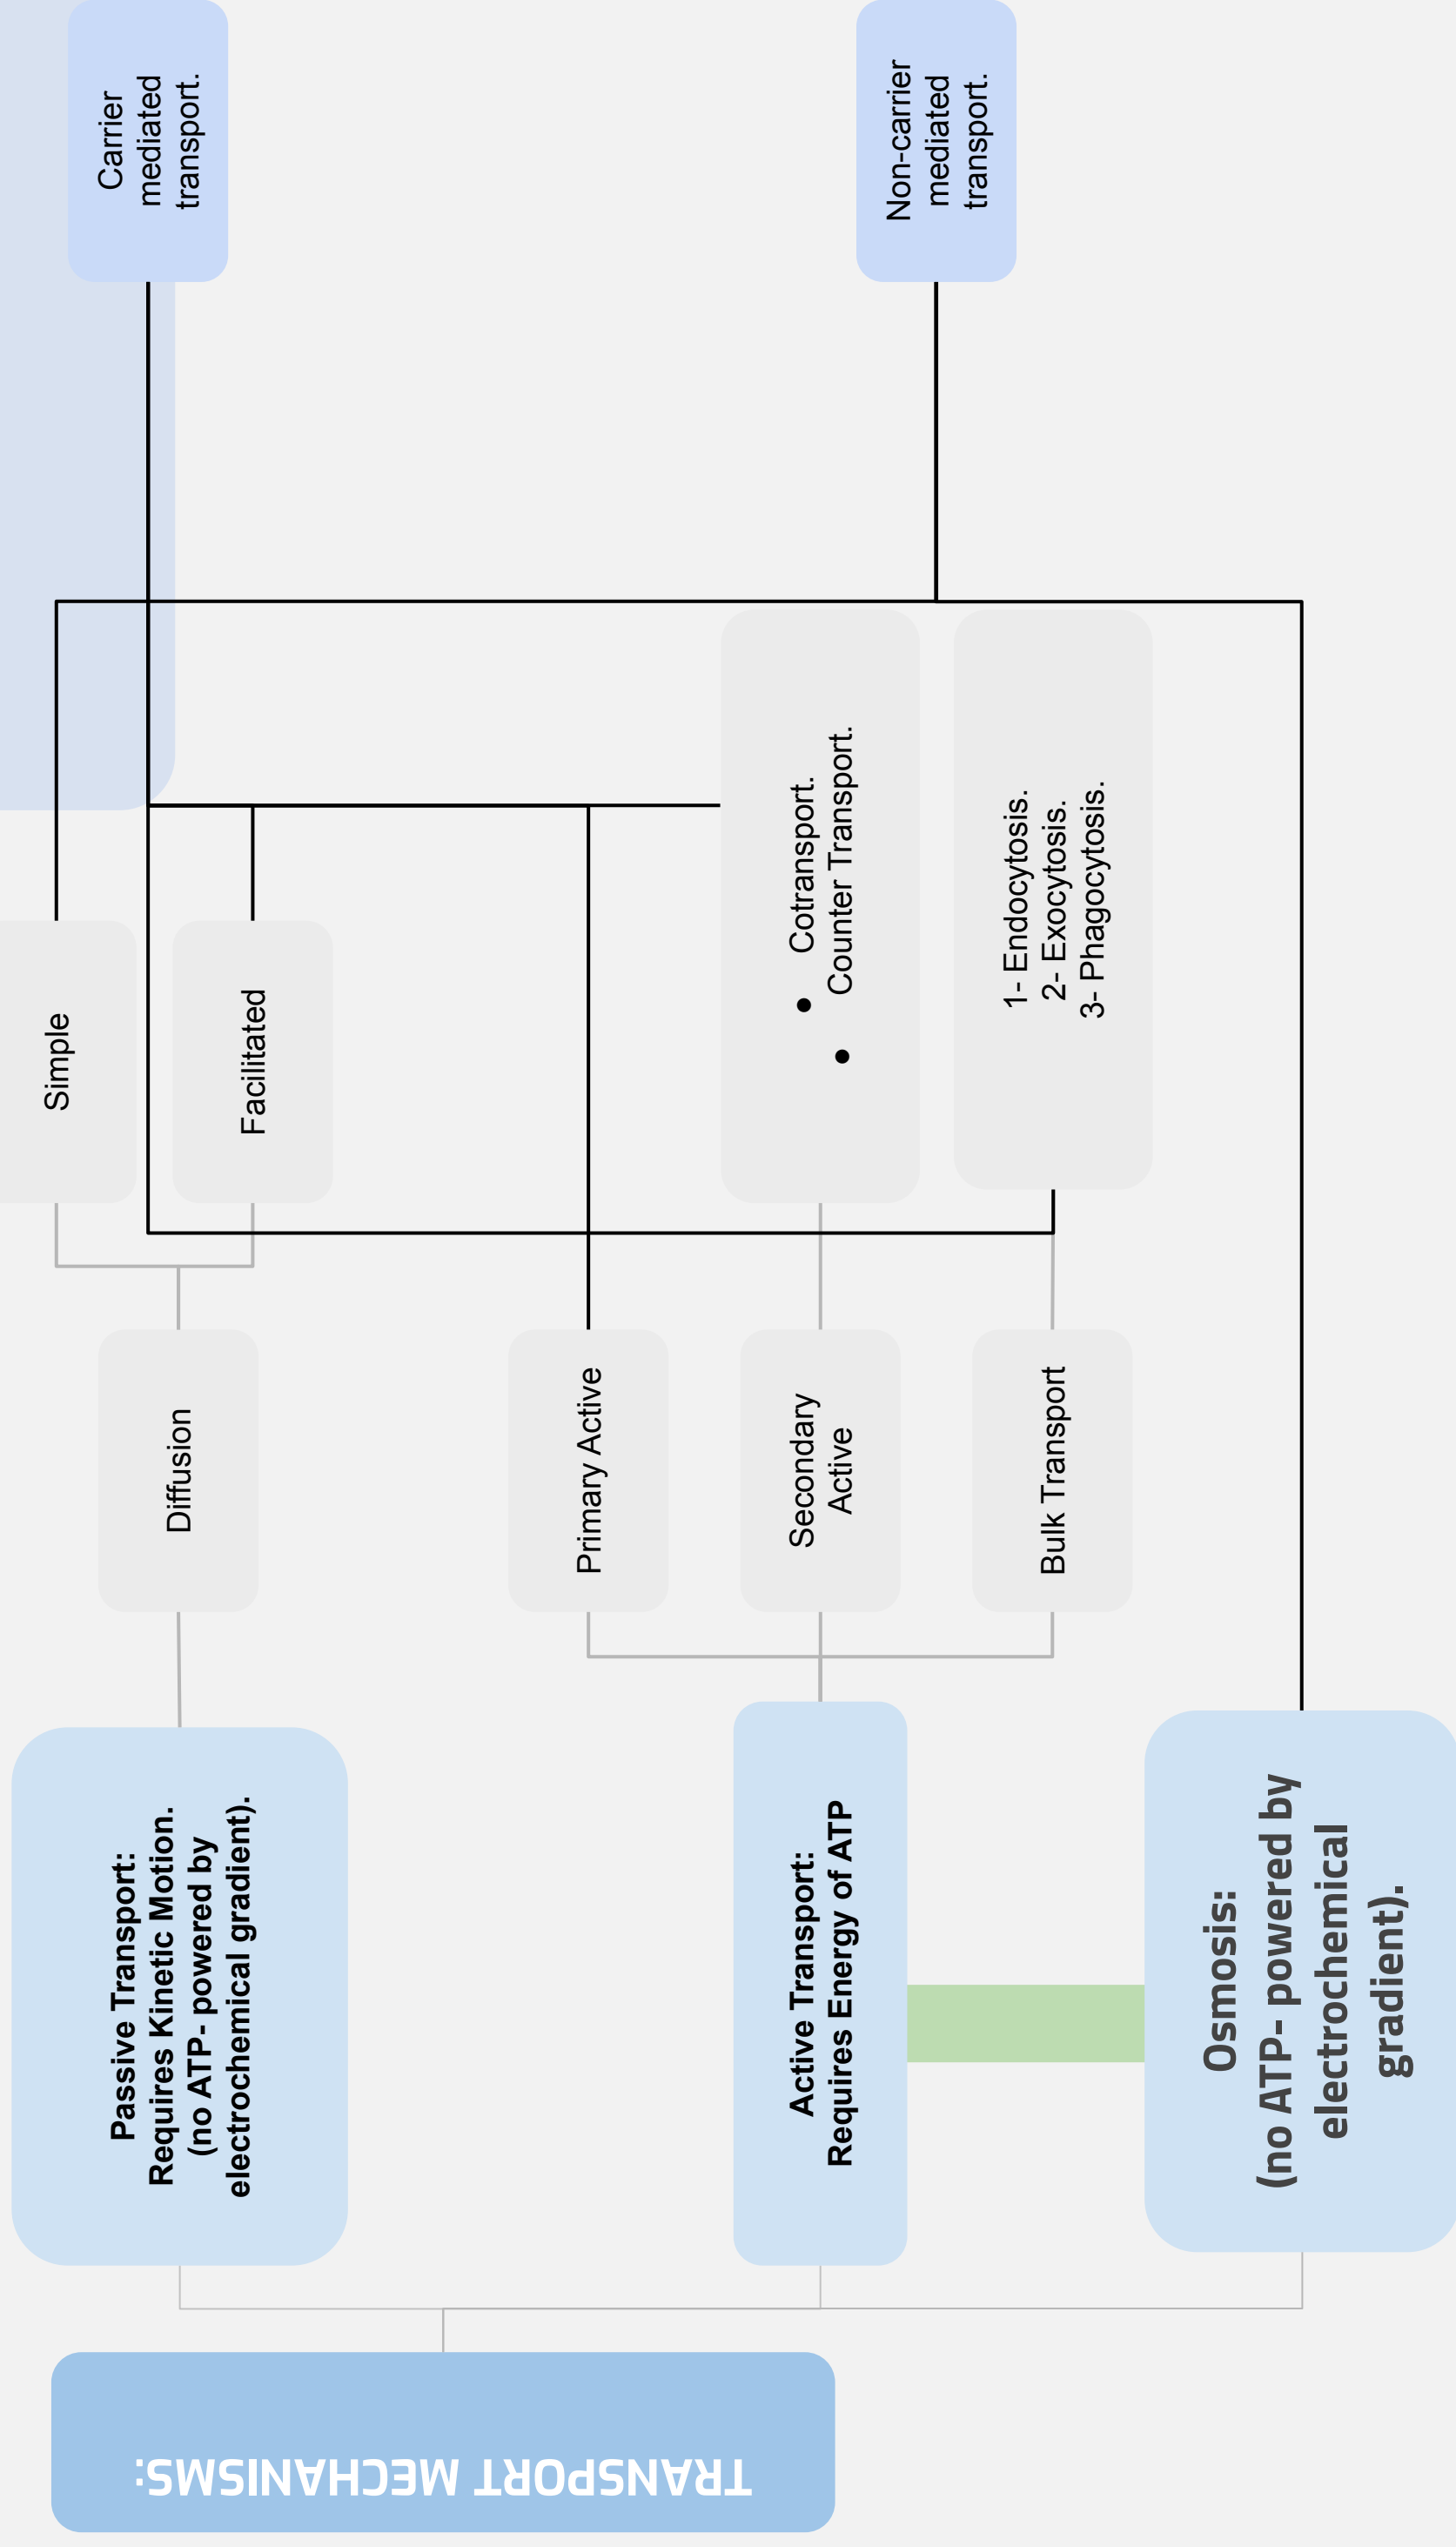 TRANSPORT MECHANISMS:
Passive Transport:
Requires Kinetic Motion.
(no ATP- powered by
electrochemical gradient).
Active Transport:
Requires Energy of ATP
Osmosis:
(no ATP- powered by
electrochemical
gradient).
Diffusion
Primary Active
Secondary
Active
Bulk Transport
Simple
Facilitated
● Cotransport.
● Counter Transport.
1- Endocytosis.
2- Exocytosis.
3- Phagocytosis.
Carrier
mediated
transport.
Non-carrier
mediated
transport.